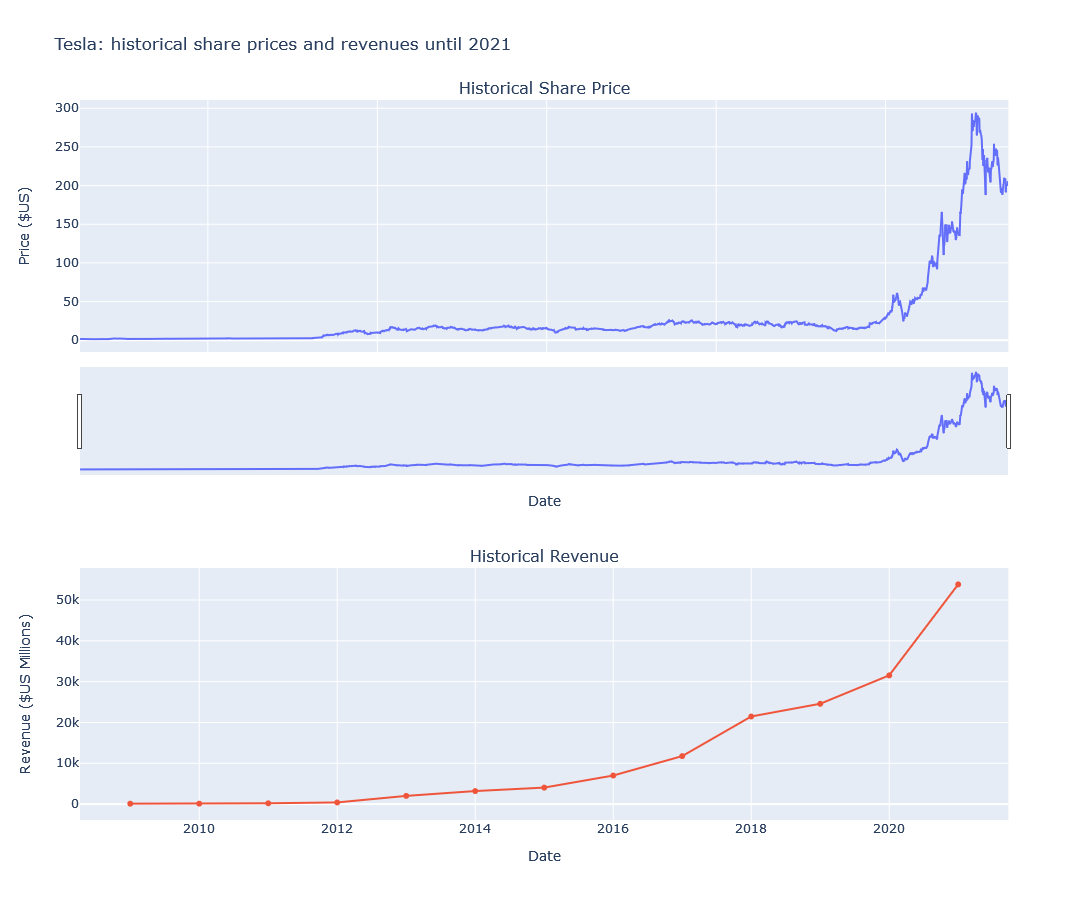 Tesla: historical share prices and revenues until 2021
Historical Share Price
300
250
200
150
100
50
0
Price ($US)
Date
Historical Revenue
50k
40k
30k
20k
10k
0
Revenue ($US Millions)
2010 2012 2014 2016 2018 2020
Date